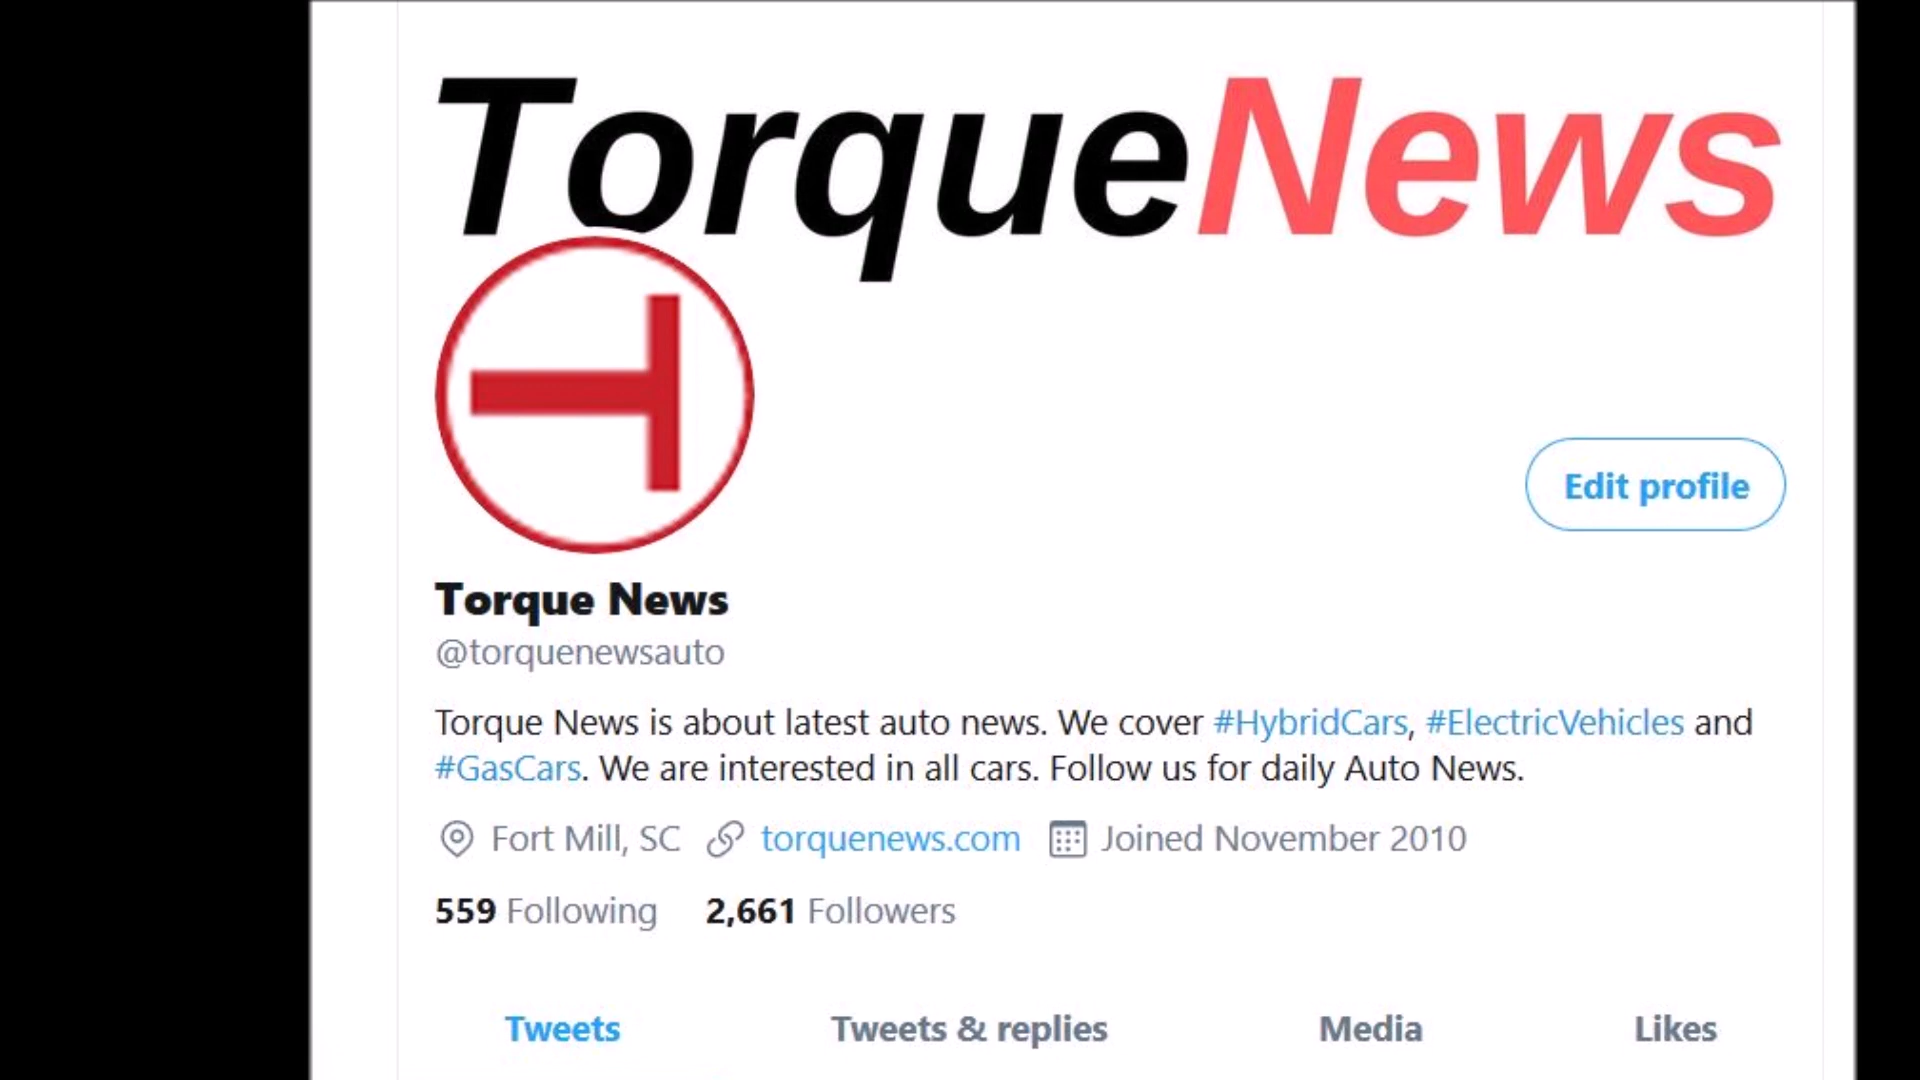 TorqueNews
T
Edit profile
Torque News
@torquenewsauto
Torque News is about latest auto news. We cover #HybridCars, #ElectricVehicles and
#GasCars. We are interested in all cars. Follow us for daily Auto News.
Fort Mill, SC torquenews.com Joined November 2010
559 Following 2,661 Followers
Tweets Tweets & replies Media Likes